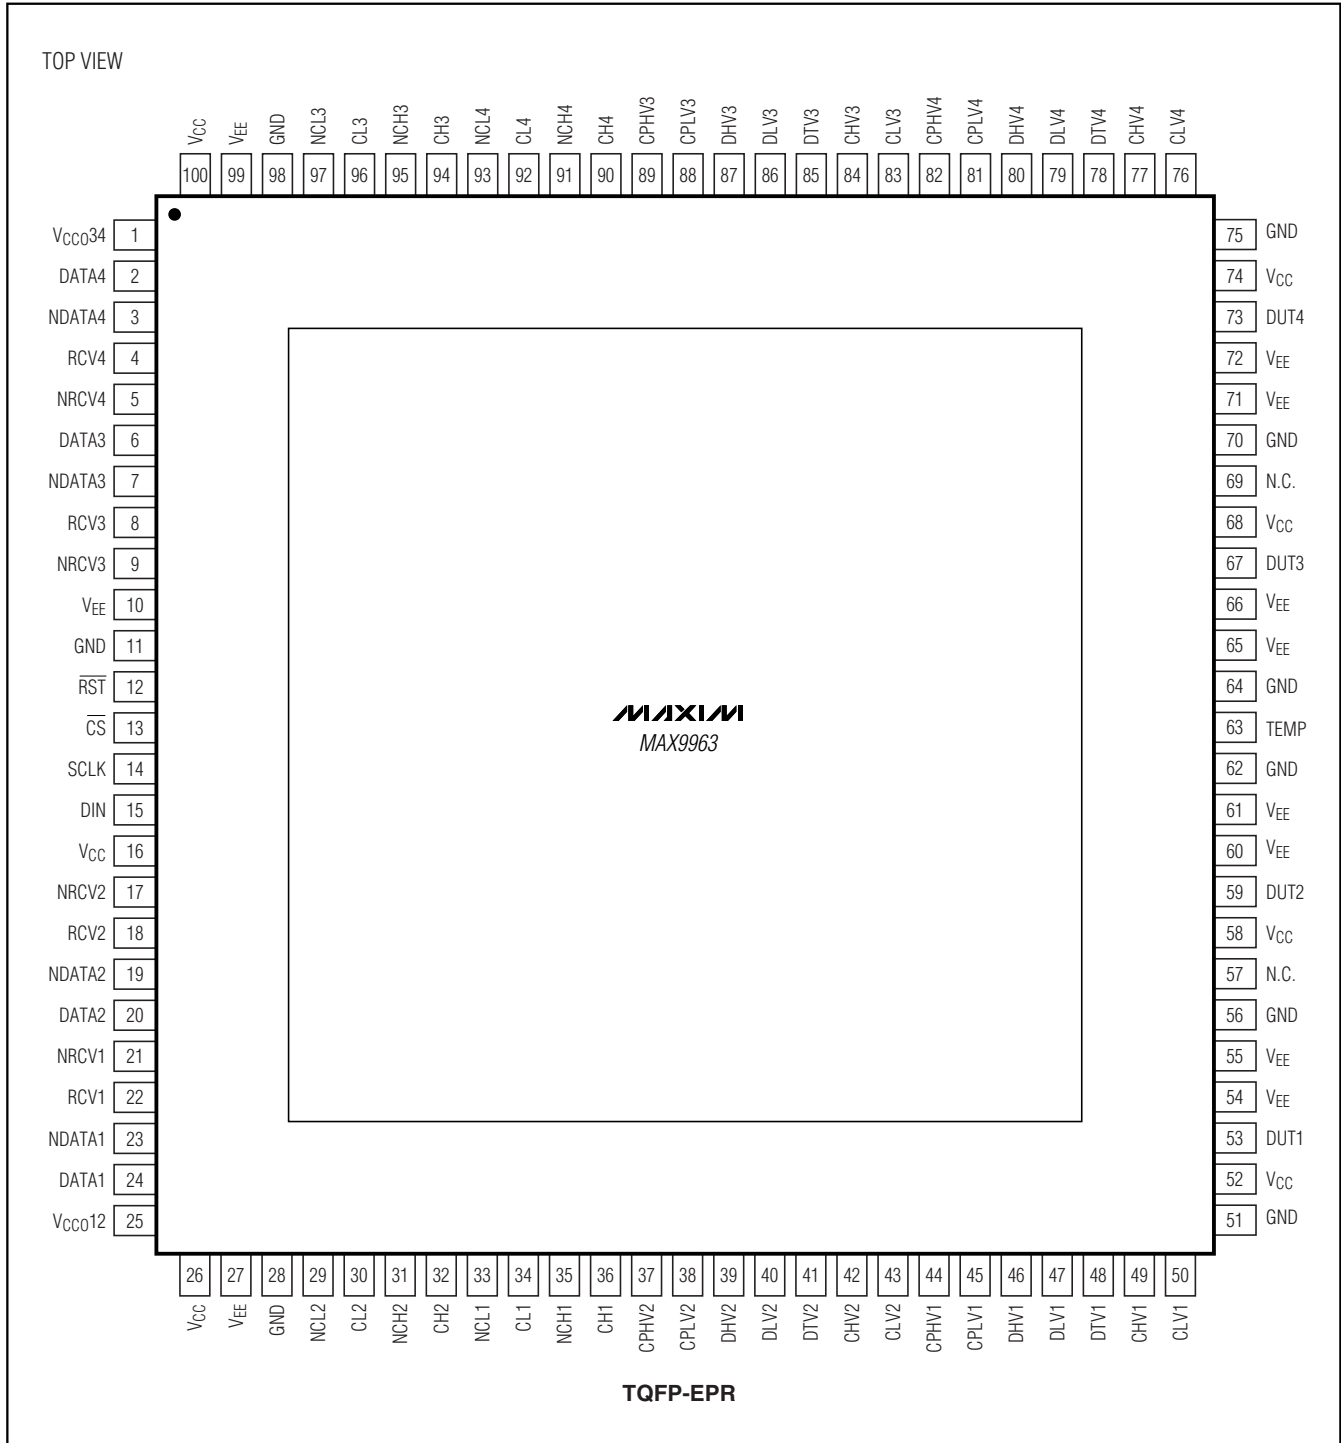 TOP VIEW
VCC VEE GND NCL3 CL3 NCH3 CH3 NCL4 CL4 NCH4 CH4 CPHV3 CPLV3 DHV3 DLV3 DTV3 CHV3 CLV3 CPHV4 CPLV4 DHV4 DLV4 DTV4 CHV4 CLV4
100 99 98 97 96 95 94 93 92 91 90 89 88 87 86 85 84 83 82 81 80 79 78 77 76
VCCO34 1 75 GND
DATA4 2 74 VCC
NDATA4 3 73 DUT4
RCV4 4 72 VEE
NRCV4 5 71 VEE
DATA3 6 70 GND
NDATA3 7 69 N.C.
RCV3 8 68 VCC
NRCV3 9 67 DUT3
VEE 10 66 VEE
GND 11 65 VEE
R̅S̅T̅ 12 64 GND
C̅S̅ 13 63 TEMP
MAXIM
MAX9963
SCLK 14 62 GND
DIN 15 61 VEE
VCC 16 60 VEE
NRCV2 17 59 DUT2
RCV2 18 58 VCC
NDATA2 19 57 N.C.
DATA2 20 56 GND
NRCV1 21 55 VEE
RCV1 22 54 VEE
NDATA1 23 53 DUT1
DATA1 24 52 VCC
VCCO12 25 51 GND
26 27 28 29 30 31 32 33 34 35 36 37 38 39 40 41 42 43 44 45 46 47 48 49 50
VCC VEE GND NCL2 CL2 NCH2 CH2 NCL1 CL1 NCH1 CH1 CPHV2 CPLV2 DHV2 DLV2 DTV2 CHV2 CLV2 CPHV1 CPLV1 DHV1 DLV1 DTV1 CHV1 CLV1
TQFP-EPR